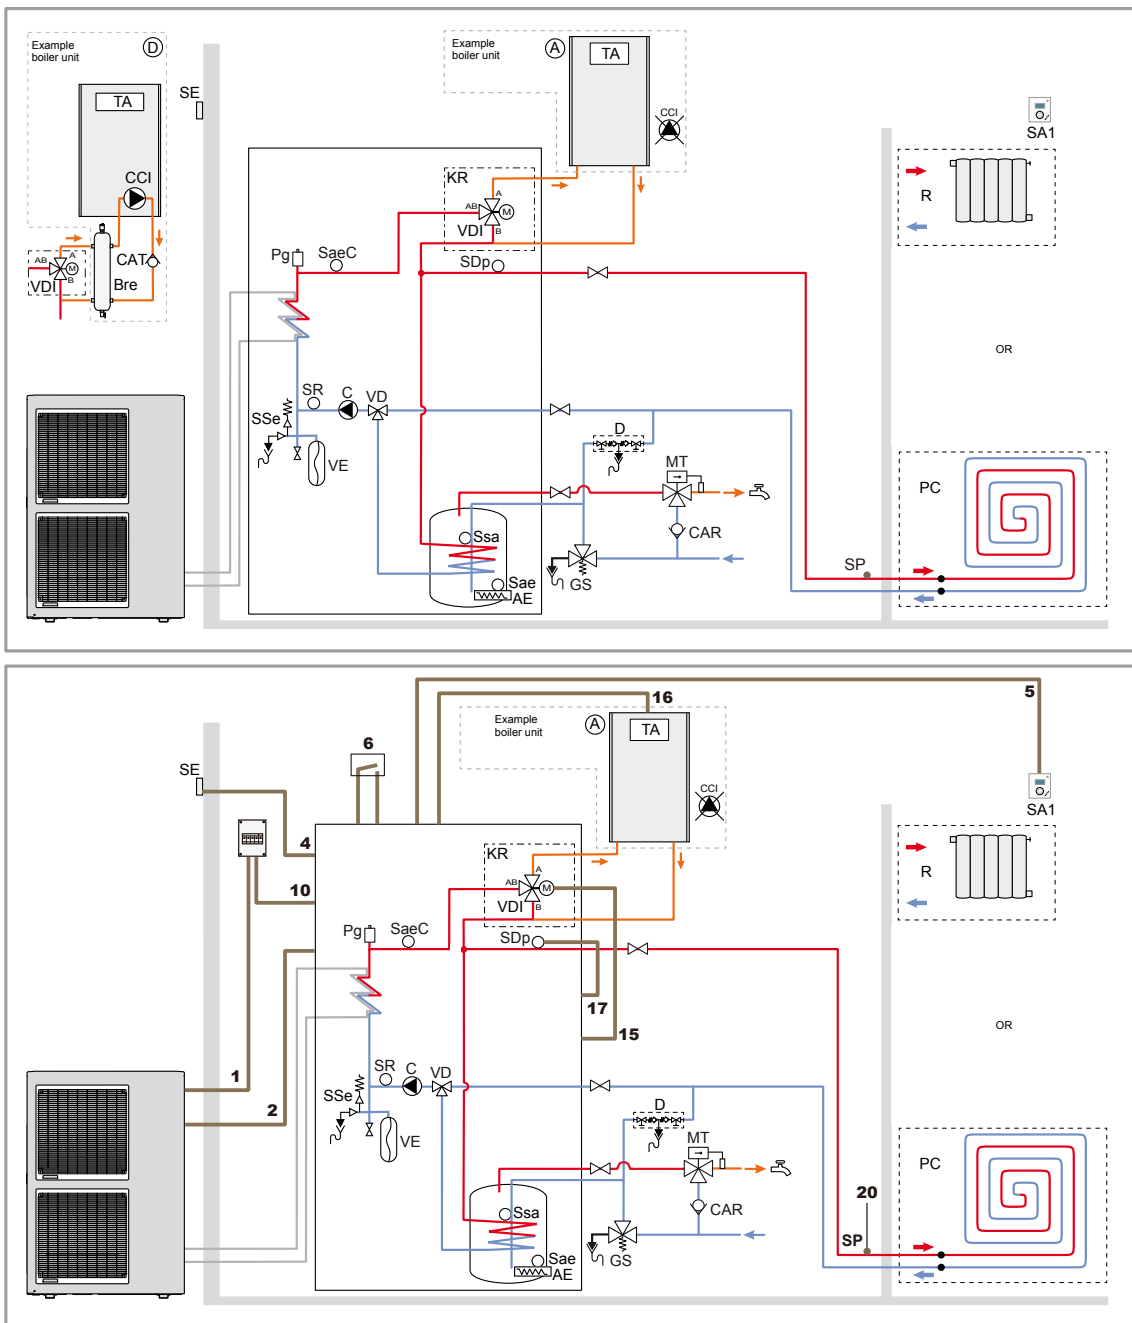 Example
boiler unit
D
TA
CCI
AB
A
M
B
VDI
CAT
Bre
SE
Example
boiler unit
A
TA
CCI
KR
A
AB
M
VDI
B
Pg
SaeC
SDp
SA1
R
OR
SR
C
VD
SSe
VE
D
MT
Ssa
CAR
Sae
AE
GS
SP
PC
16
5
Example
boiler unit
A
TA
CCI
6
SE
SA1
4
KR
A
AB
M
VDI
B
10
R
Pg
SaeC
SDp
17
15
OR
1
SR
C
VD
SSe
2
VE
D
MT
PC
Ssa
CAR
20
SP
Sae
AE
GS